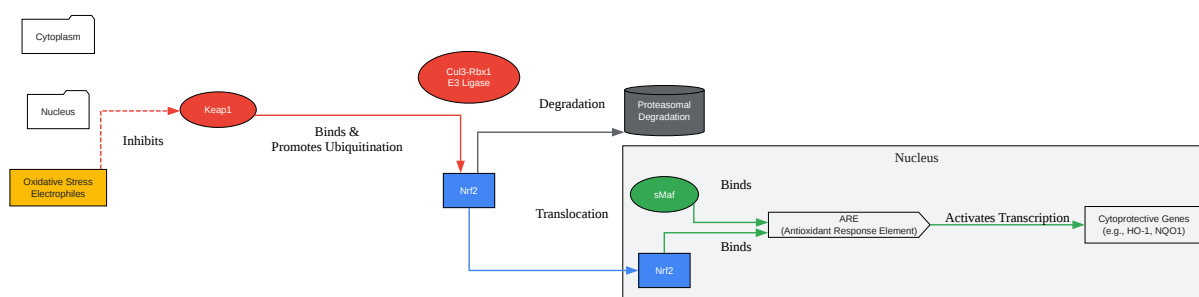 Cytoplasm
Cul3-Rbx1
E3 Ligase
Nucleus
Keap1
Degradation
Proteasomal
Degradation
Inhibits
Binds &
Promotes Ubiquitination
Nucleus
Oxidative Stress
Electrophiles
Nrf2
Translocation
sMaf
Binds
ARE
(Antioxidant Response Element)
Activates Transcription
Cytoprotective Genes
(e.g., HO-1, NQO1)
Binds
Nrf2